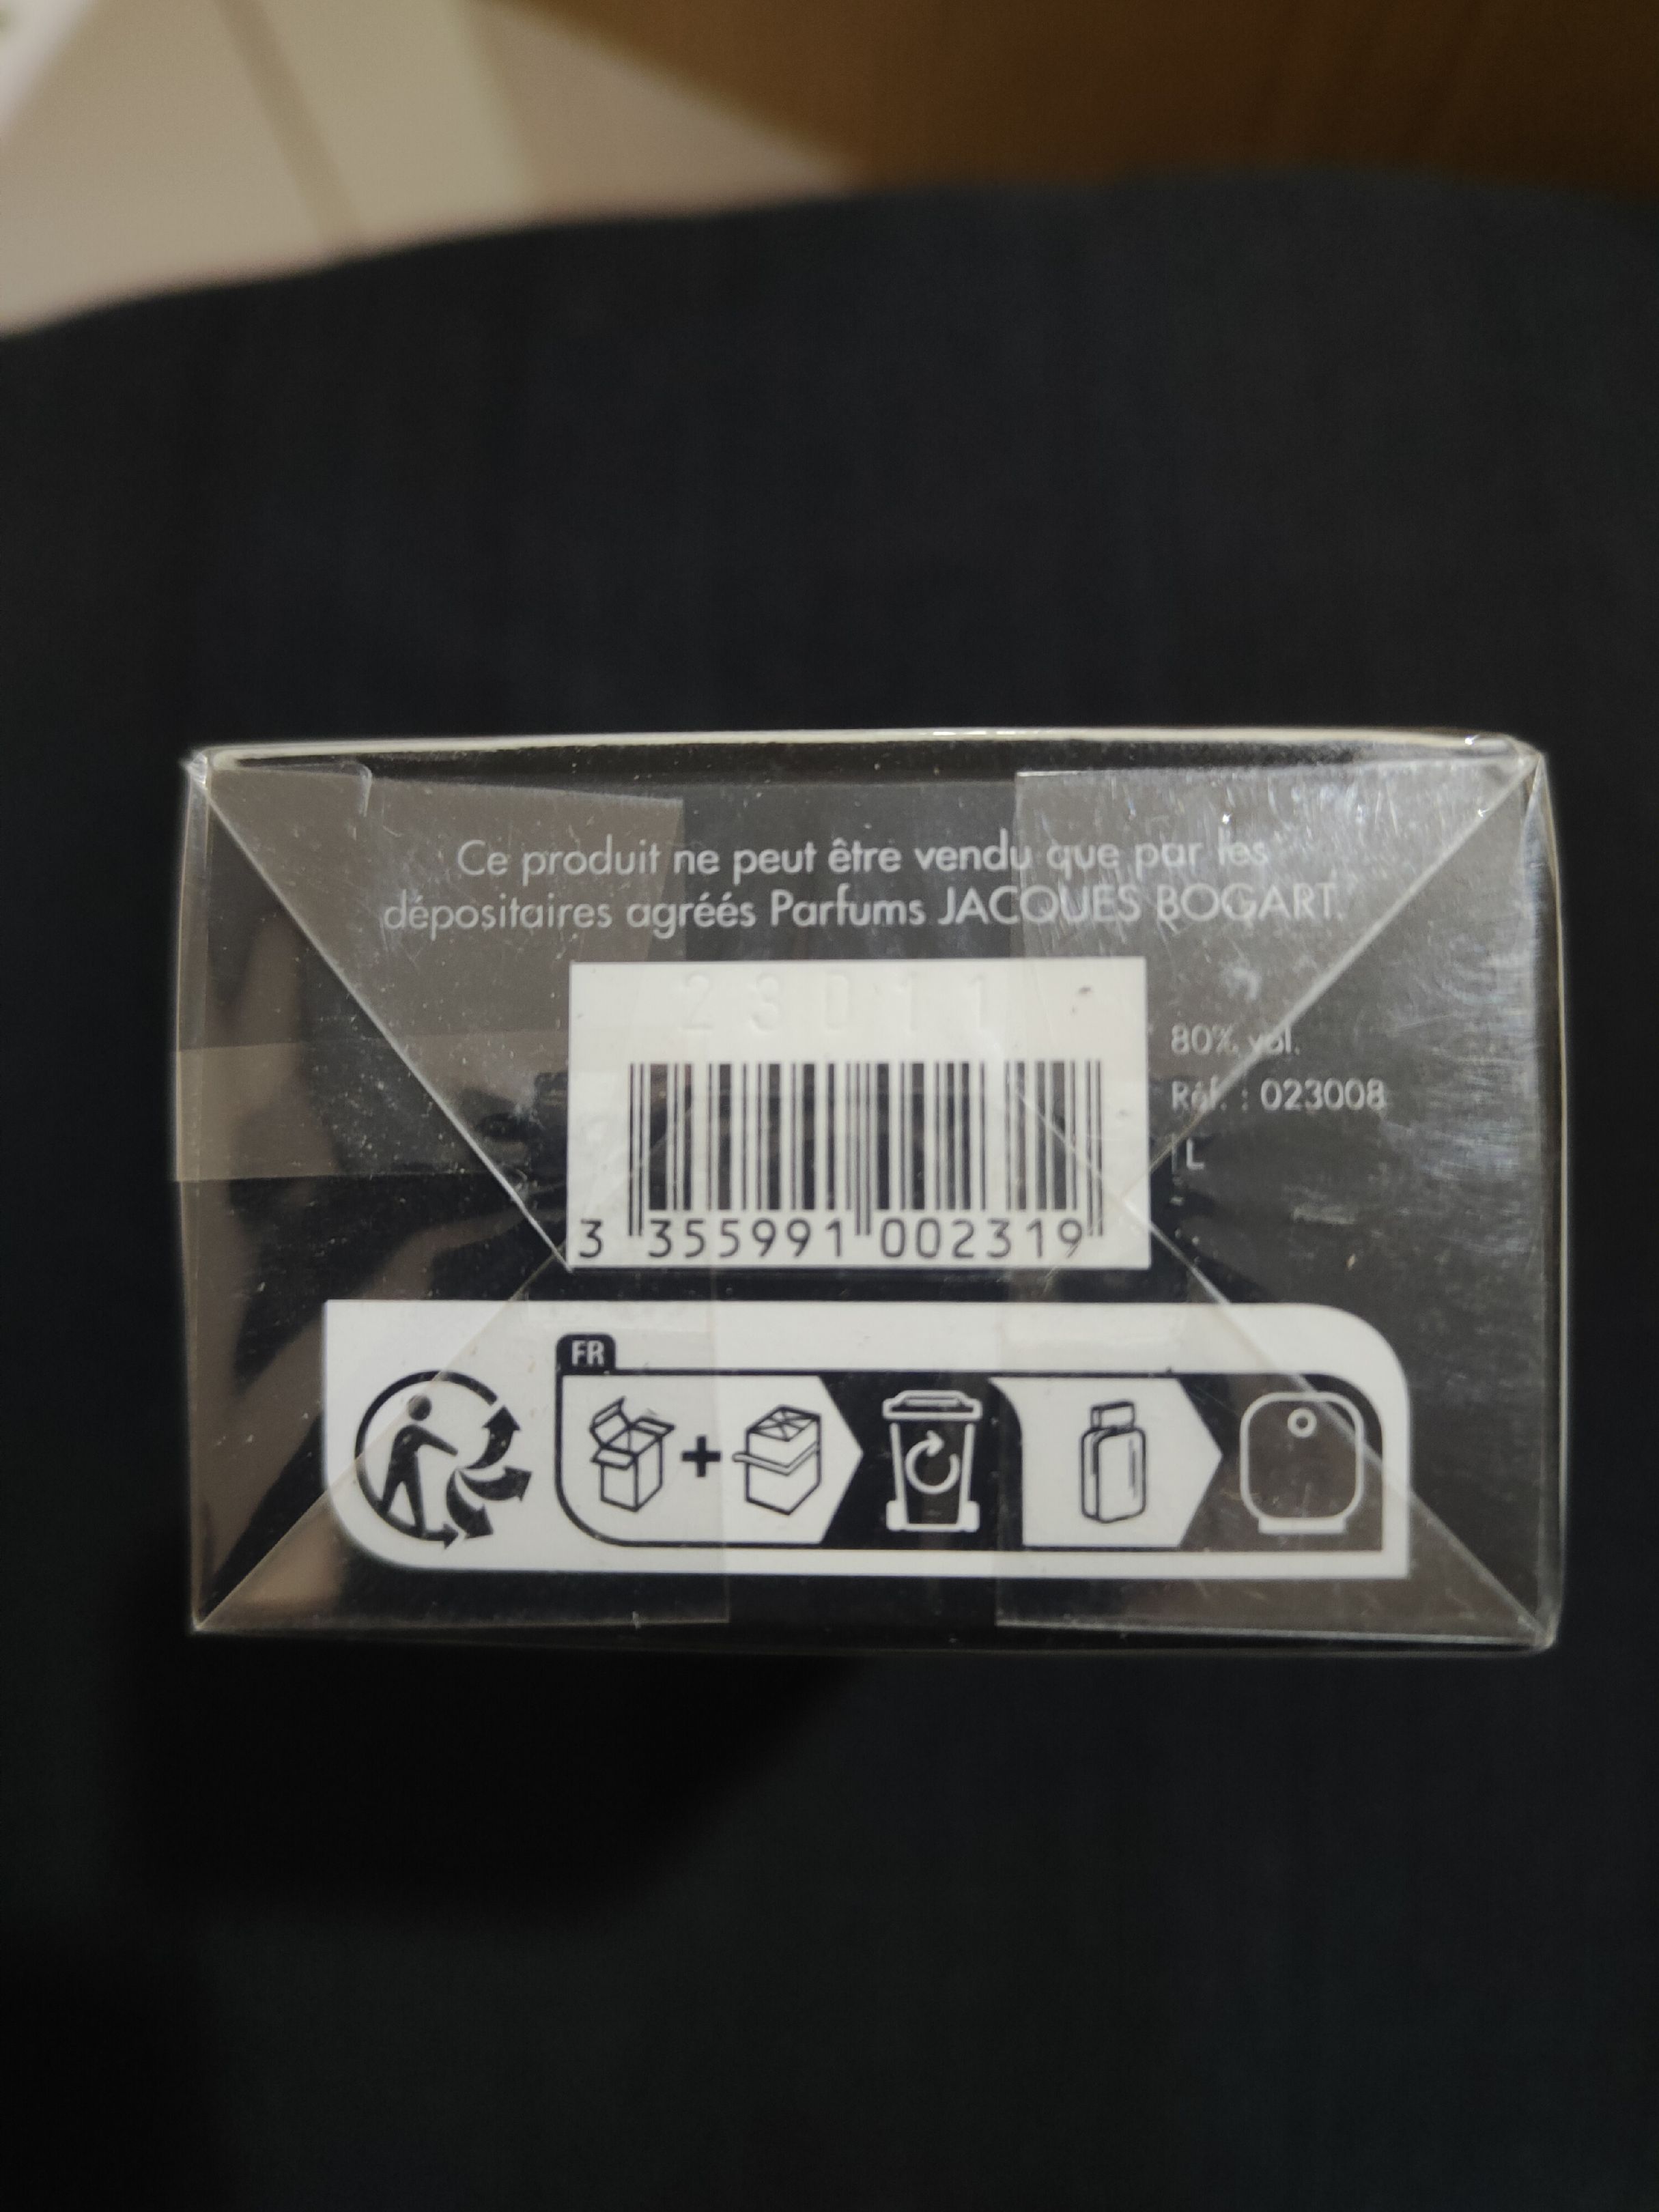 Ce produit ne peut être vendu que par les
dépositaires agréés Parfums JACQUES BOGART.
23011
80% vol.
Réf. : 023008
L
3 355991 002319
FR